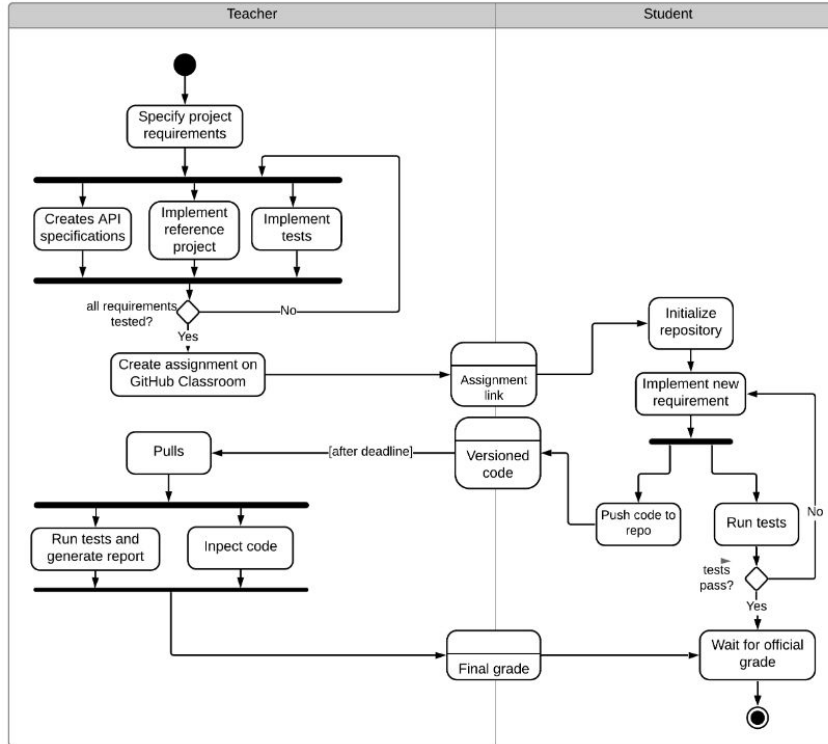 Teacher
Student
Specify project
requirements
Creates API
specifications
Implement
reference
project
Implement
tests
all requirements
tested?
No
Yes
Create assignment on
GitHub Classroom
Assignment
link
Initialize
repository
Implement new
requirement
Pulls
[after deadline]
Versioned
code
Push code to
repo
Run tests
No
tests
pass?
Yes
Run tests and
generate report
Inpect code
Final grade
Wait for official
grade